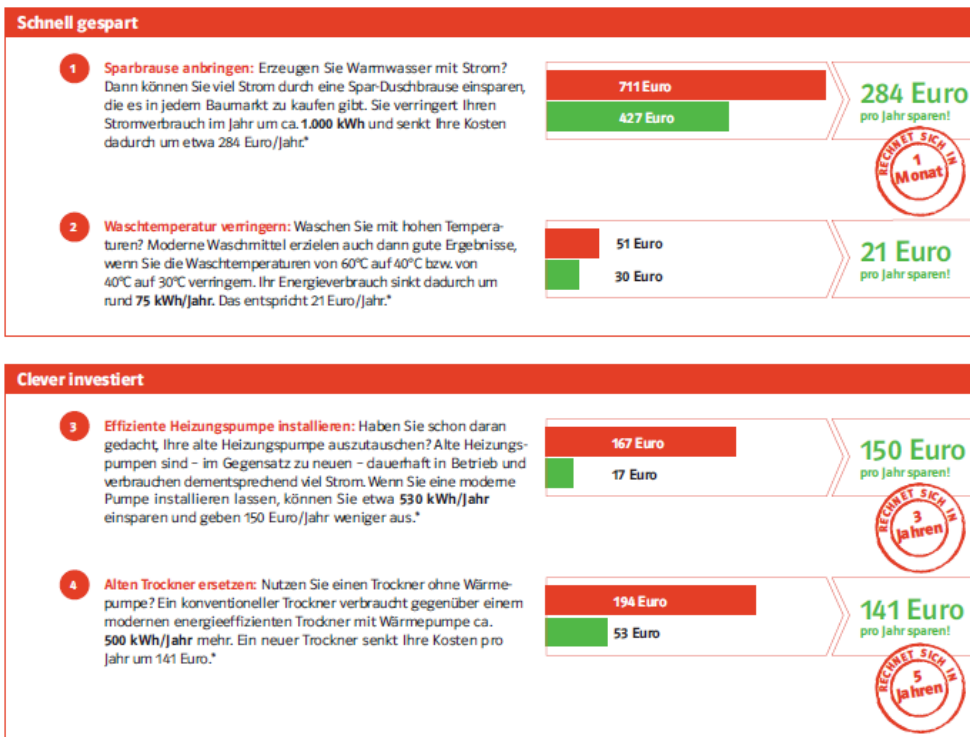 Schnell gespart
1
Sparbrause anbringen: Erzeugen Sie Warmwasser mit Strom?
Dann können Sie viel Strom durch eine Spar-Duschbrause einsparen,
die es in jedem Baumarkt zu kaufen gibt. Sie verringert Ihren
Stromverbrauch im Jahr um ca. 1.000 kWh und senkt Ihre Kosten
dadurch um etwa 284 Euro/Jahr.*
711 Euro
427 Euro
284 Euro
pro Jahr sparen!
RECHNET SICH IN
1
Monat
2
Waschtemperatur verringern: Waschen Sie mit hohen Tempera-
turen? Moderne Waschmittel erzielen auch dann gute Ergebnisse,
wenn Sie die Waschtemperaturen von 60°C auf 40°C bzw. von
40°C auf 30°C verringern. Ihr Energieverbrauch sinkt dadurch um
rund 75 kWh/Jahr. Das entspricht 21 Euro/Jahr.*
51 Euro
30 Euro
21 Euro
pro Jahr sparen!
Clever investiert
3
Effiziente Heizungspumpe installieren: Haben Sie schon daran
gedacht, Ihre alte Heizungspumpe auszutauschen? Alte Heizungs-
pumpen sind – im Gegensatz zu neuen – dauerhaft in Betrieb und
verbrauchen dementsprechend viel Strom. Wenn Sie eine moderne
Pumpe installieren lassen, können Sie etwa 530 kWh/Jahr
einsparen und geben 150 Euro/Jahr weniger aus.*
167 Euro
17 Euro
150 Euro
pro Jahr sparen!
RECHNET SICH IN
3
Jahren
4
Alten Trockner ersetzen: Nutzen Sie einen Trockner ohne Wärme-
pumpe? Ein konventioneller Trockner verbraucht gegenüber einem
modernen energieeffizienten Trockner mit Wärmepumpe ca.
500 kWh/Jahr mehr. Ein neuer Trockner senkt Ihre Kosten pro
Jahr um 141 Euro.*
194 Euro
53 Euro
141 Euro
pro Jahr sparen!
RECHNET SICH IN
5
Jahren